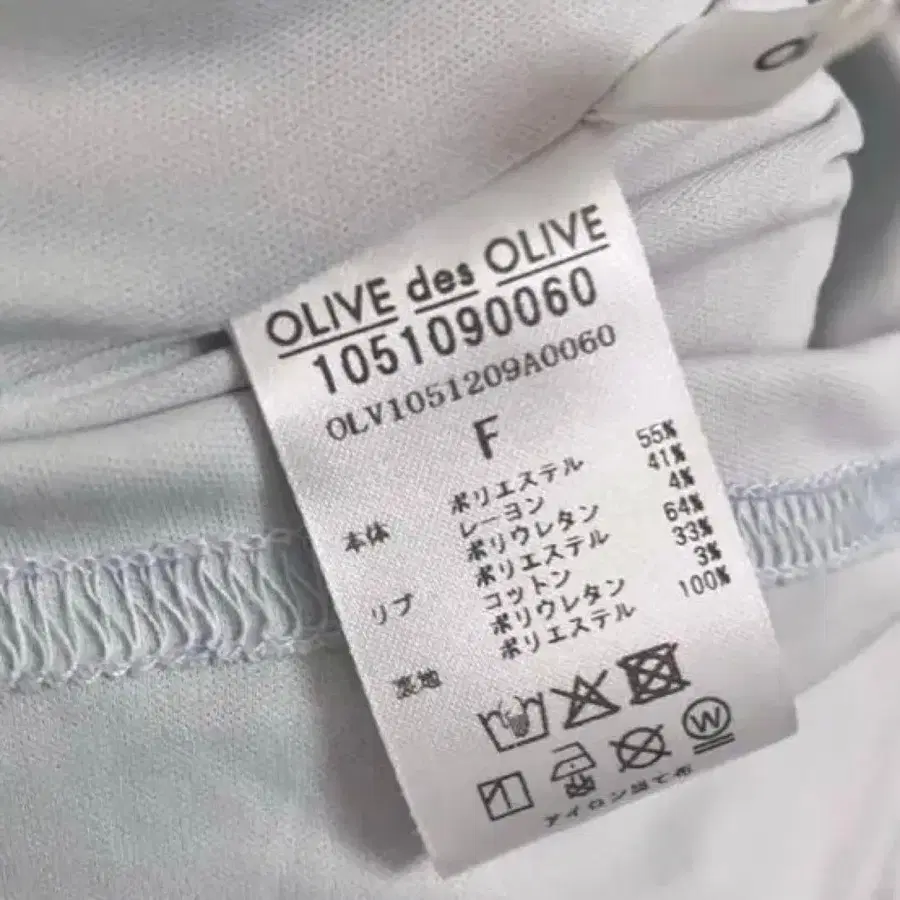 OLIVE des OLIVE
1051090060
OLV1051209A0060
F
本体 ポリエステル 55%
レーヨン 41%
ポリウレタン 4%
リブ ポリエステル 64%
コットン 33%
ポリウレタン 3%
裏地 ポリエステル 100%
W
アイロン当て布